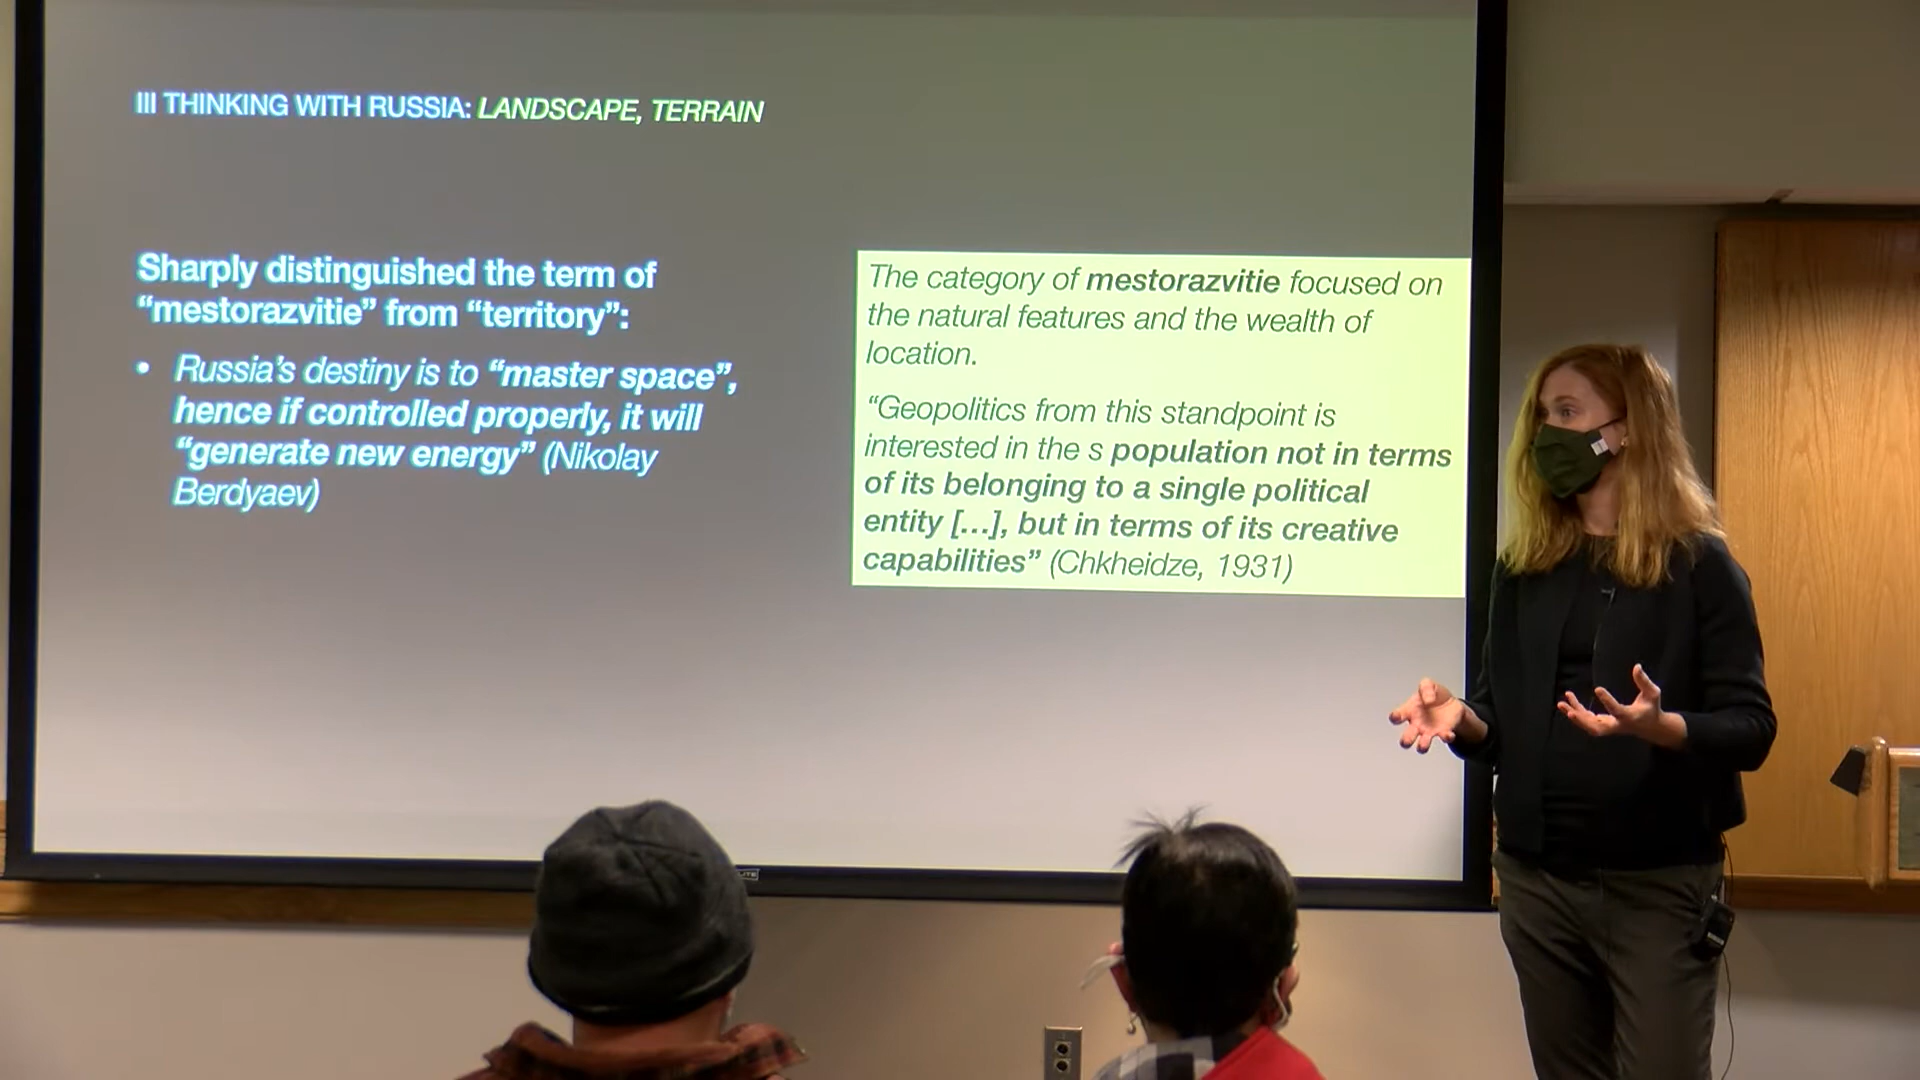 III THINKING WITH RUSSIA: LANDSCAPE, TERRAIN
Sharply distinguished the term of
“mestorazvitie” from “territory”:
• Russia’s destiny is to “master space”,
hence if controlled properly, it will
“generate new energy” (Nikolay
Berdyaev)
The category of mestorazvitie focused on
the natural features and the wealth of
location.
“Geopolitics from this standpoint is
interested in the s population not in terms
of its belonging to a single political
entity [...], but in terms of its creative
capabilities” (Chkheidze, 1931)